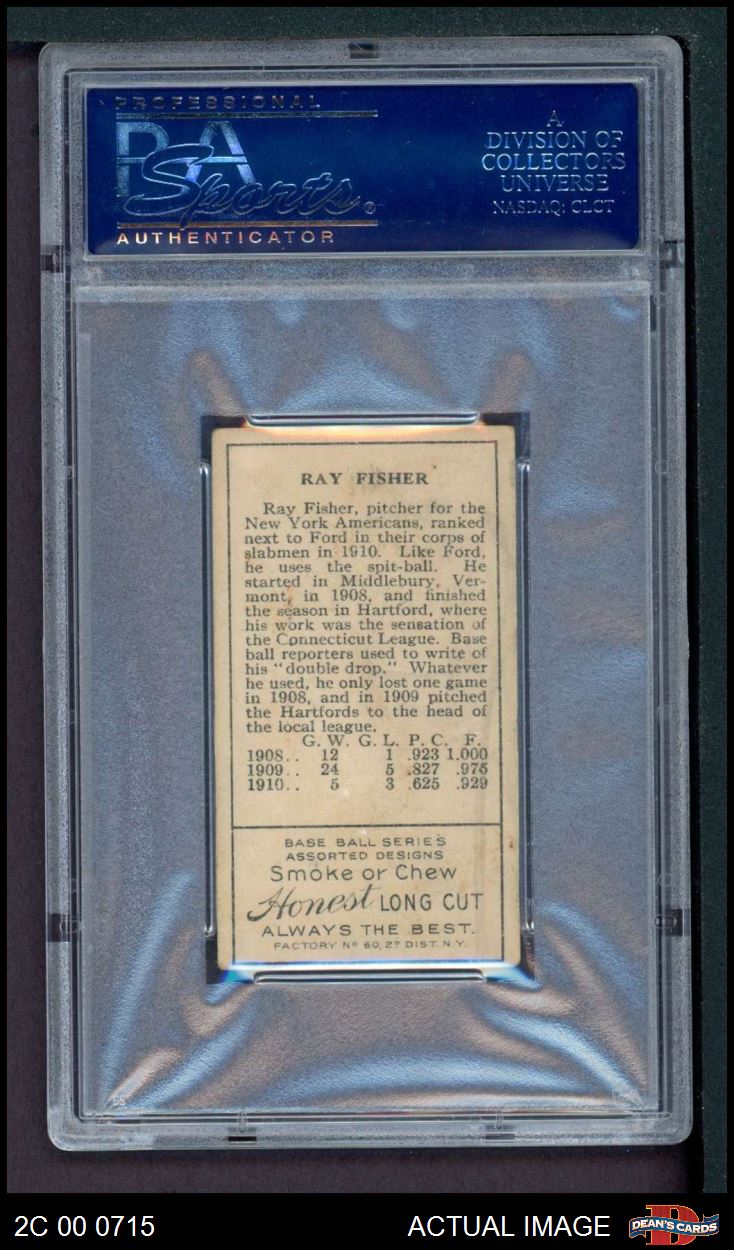 PROFESSIONAL
PSA
Sports®
AUTHENTICATOR
A
DIVISION OF
COLLECTORS
UNIVERSE
NASDAQ: CLCT
RAY FISHER
Ray Fisher, pitcher for the
New York Americans, ranked
next to Ford in their corps of
slabmen in 1910. Like Ford,
he uses the spit-ball. He
started in Middlebury, Ver-
mont, in 1908, and finished
the season in Hartford, where
his work was the sensation of
the Connecticut League. Base
ball reporters used to write of
his "double drop." Whatever
he used, he only lost one game
in 1908, and in 1909 pitched
the Hartfords to the head of
the local league.
G. W. G. L. P. C. F.
1908.. 12 1 .923 1.000
1909.. 24 5 .827 .975
1910.. 5 3 .625 .929
BASE BALL SERIES
ASSORTED DESIGNS
Smoke or Chew
Honest LONG CUT
ALWAYS THE BEST.
FACTORY Nº 60, 2D DIST. N.Y.
2C 00 0715 ACTUAL IMAGE DEAN'S CARDS